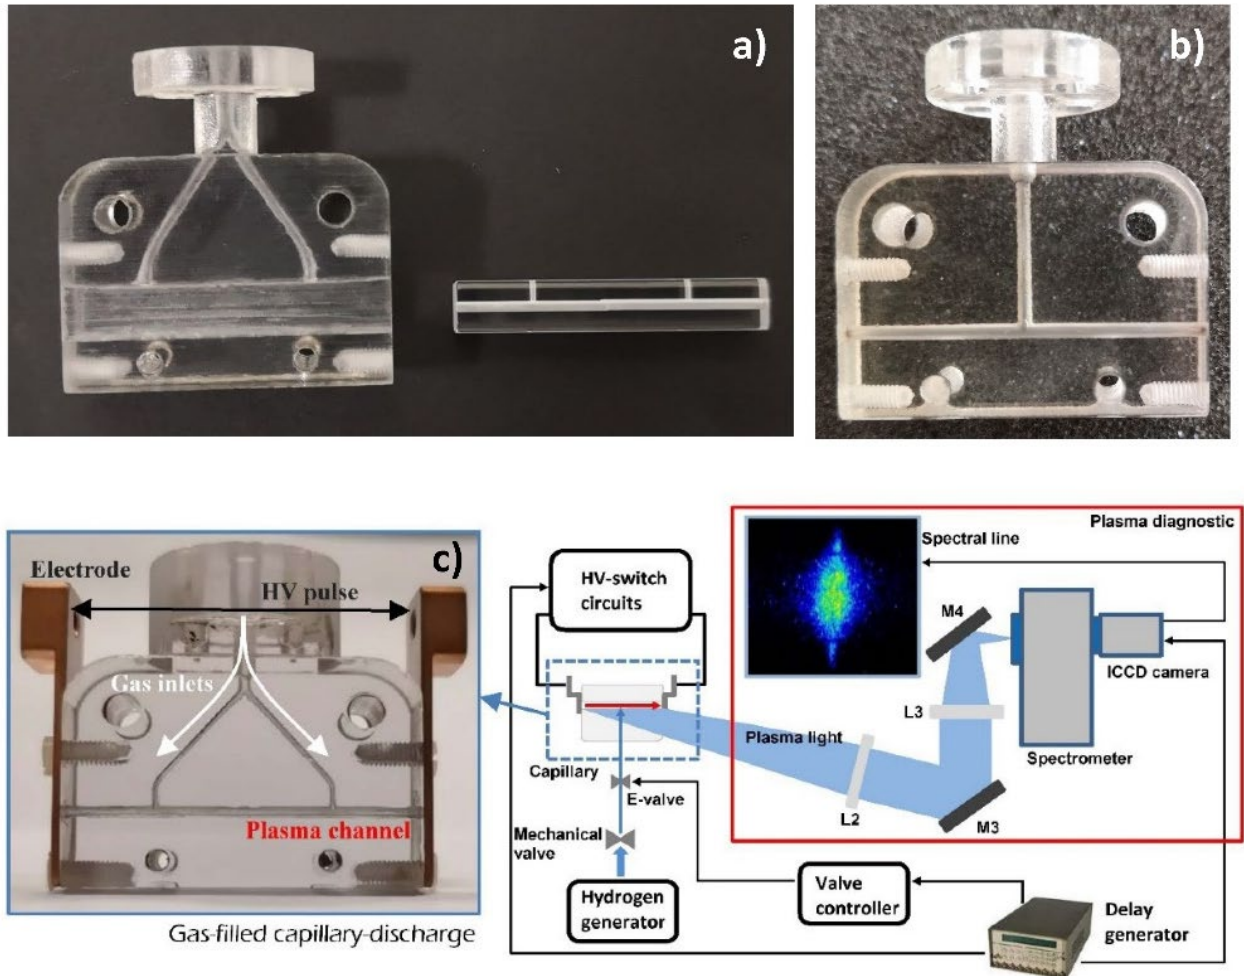 a)
b)
c)
Electrode
HV pulse
Gas inlets
Plasma channel
Gas-filled capillary-discharge
HV-switch
circuits
Capillary
E-valve
Mechanical
valve
Hydrogen
generator
Valve
controller
Delay
generator
Plasma light
L2
M3
L3
M4
Plasma diagnostic
Spectral line
ICCD camera
Spectrometer